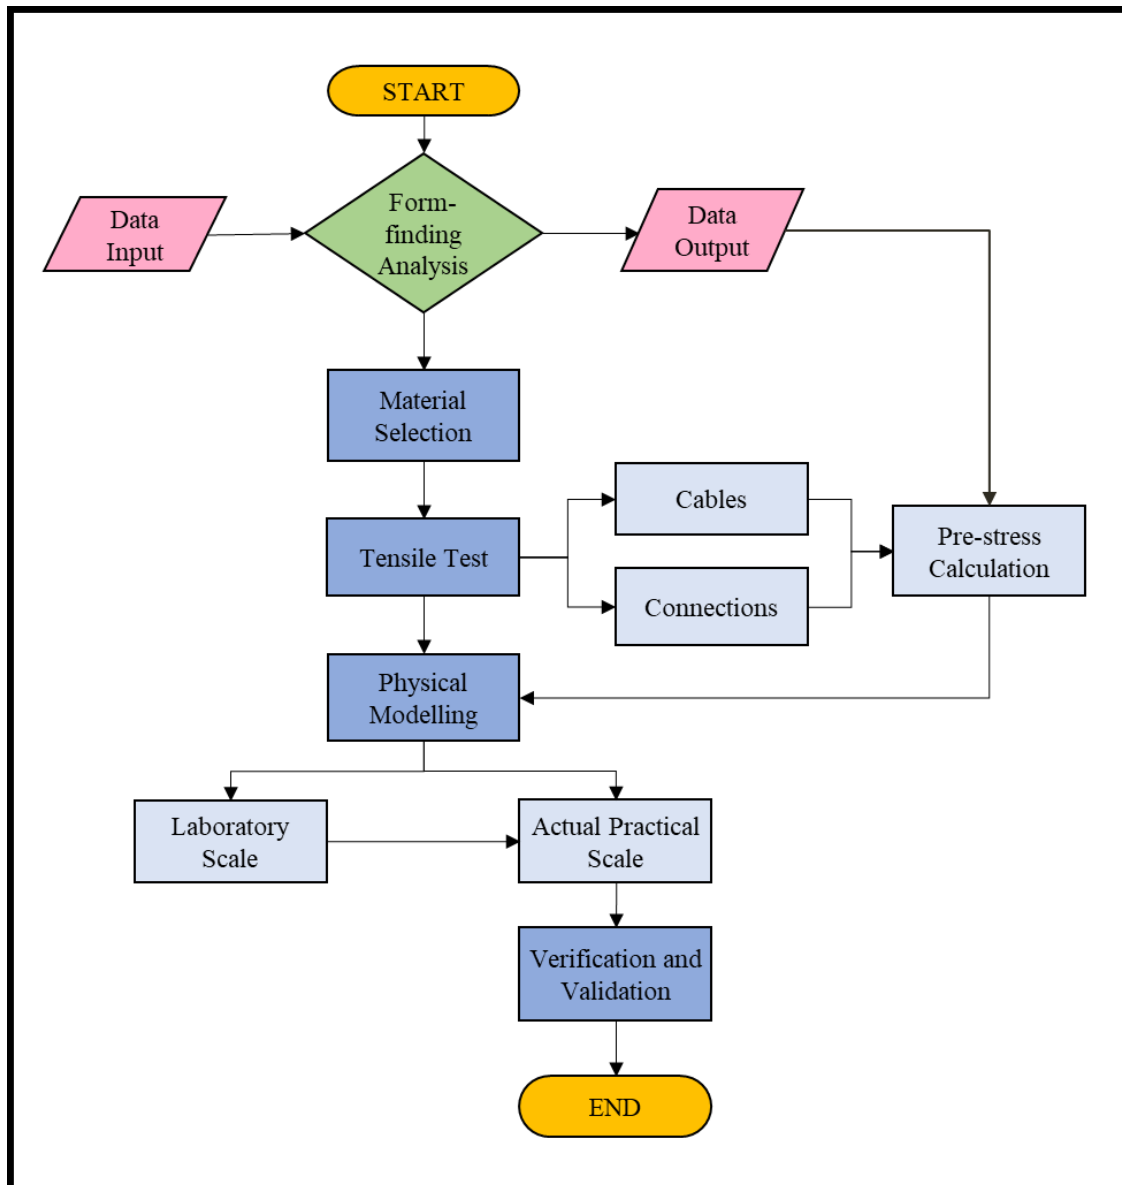 START
Form-
finding
Analysis
Data
Input
Data
Output
Material
Selection
Cables
Pre-stress
Calculation
Tensile Test
Connections
Physical
Modelling
Laboratory
Scale
Actual Practical
Scale
Verification and
Validation
END